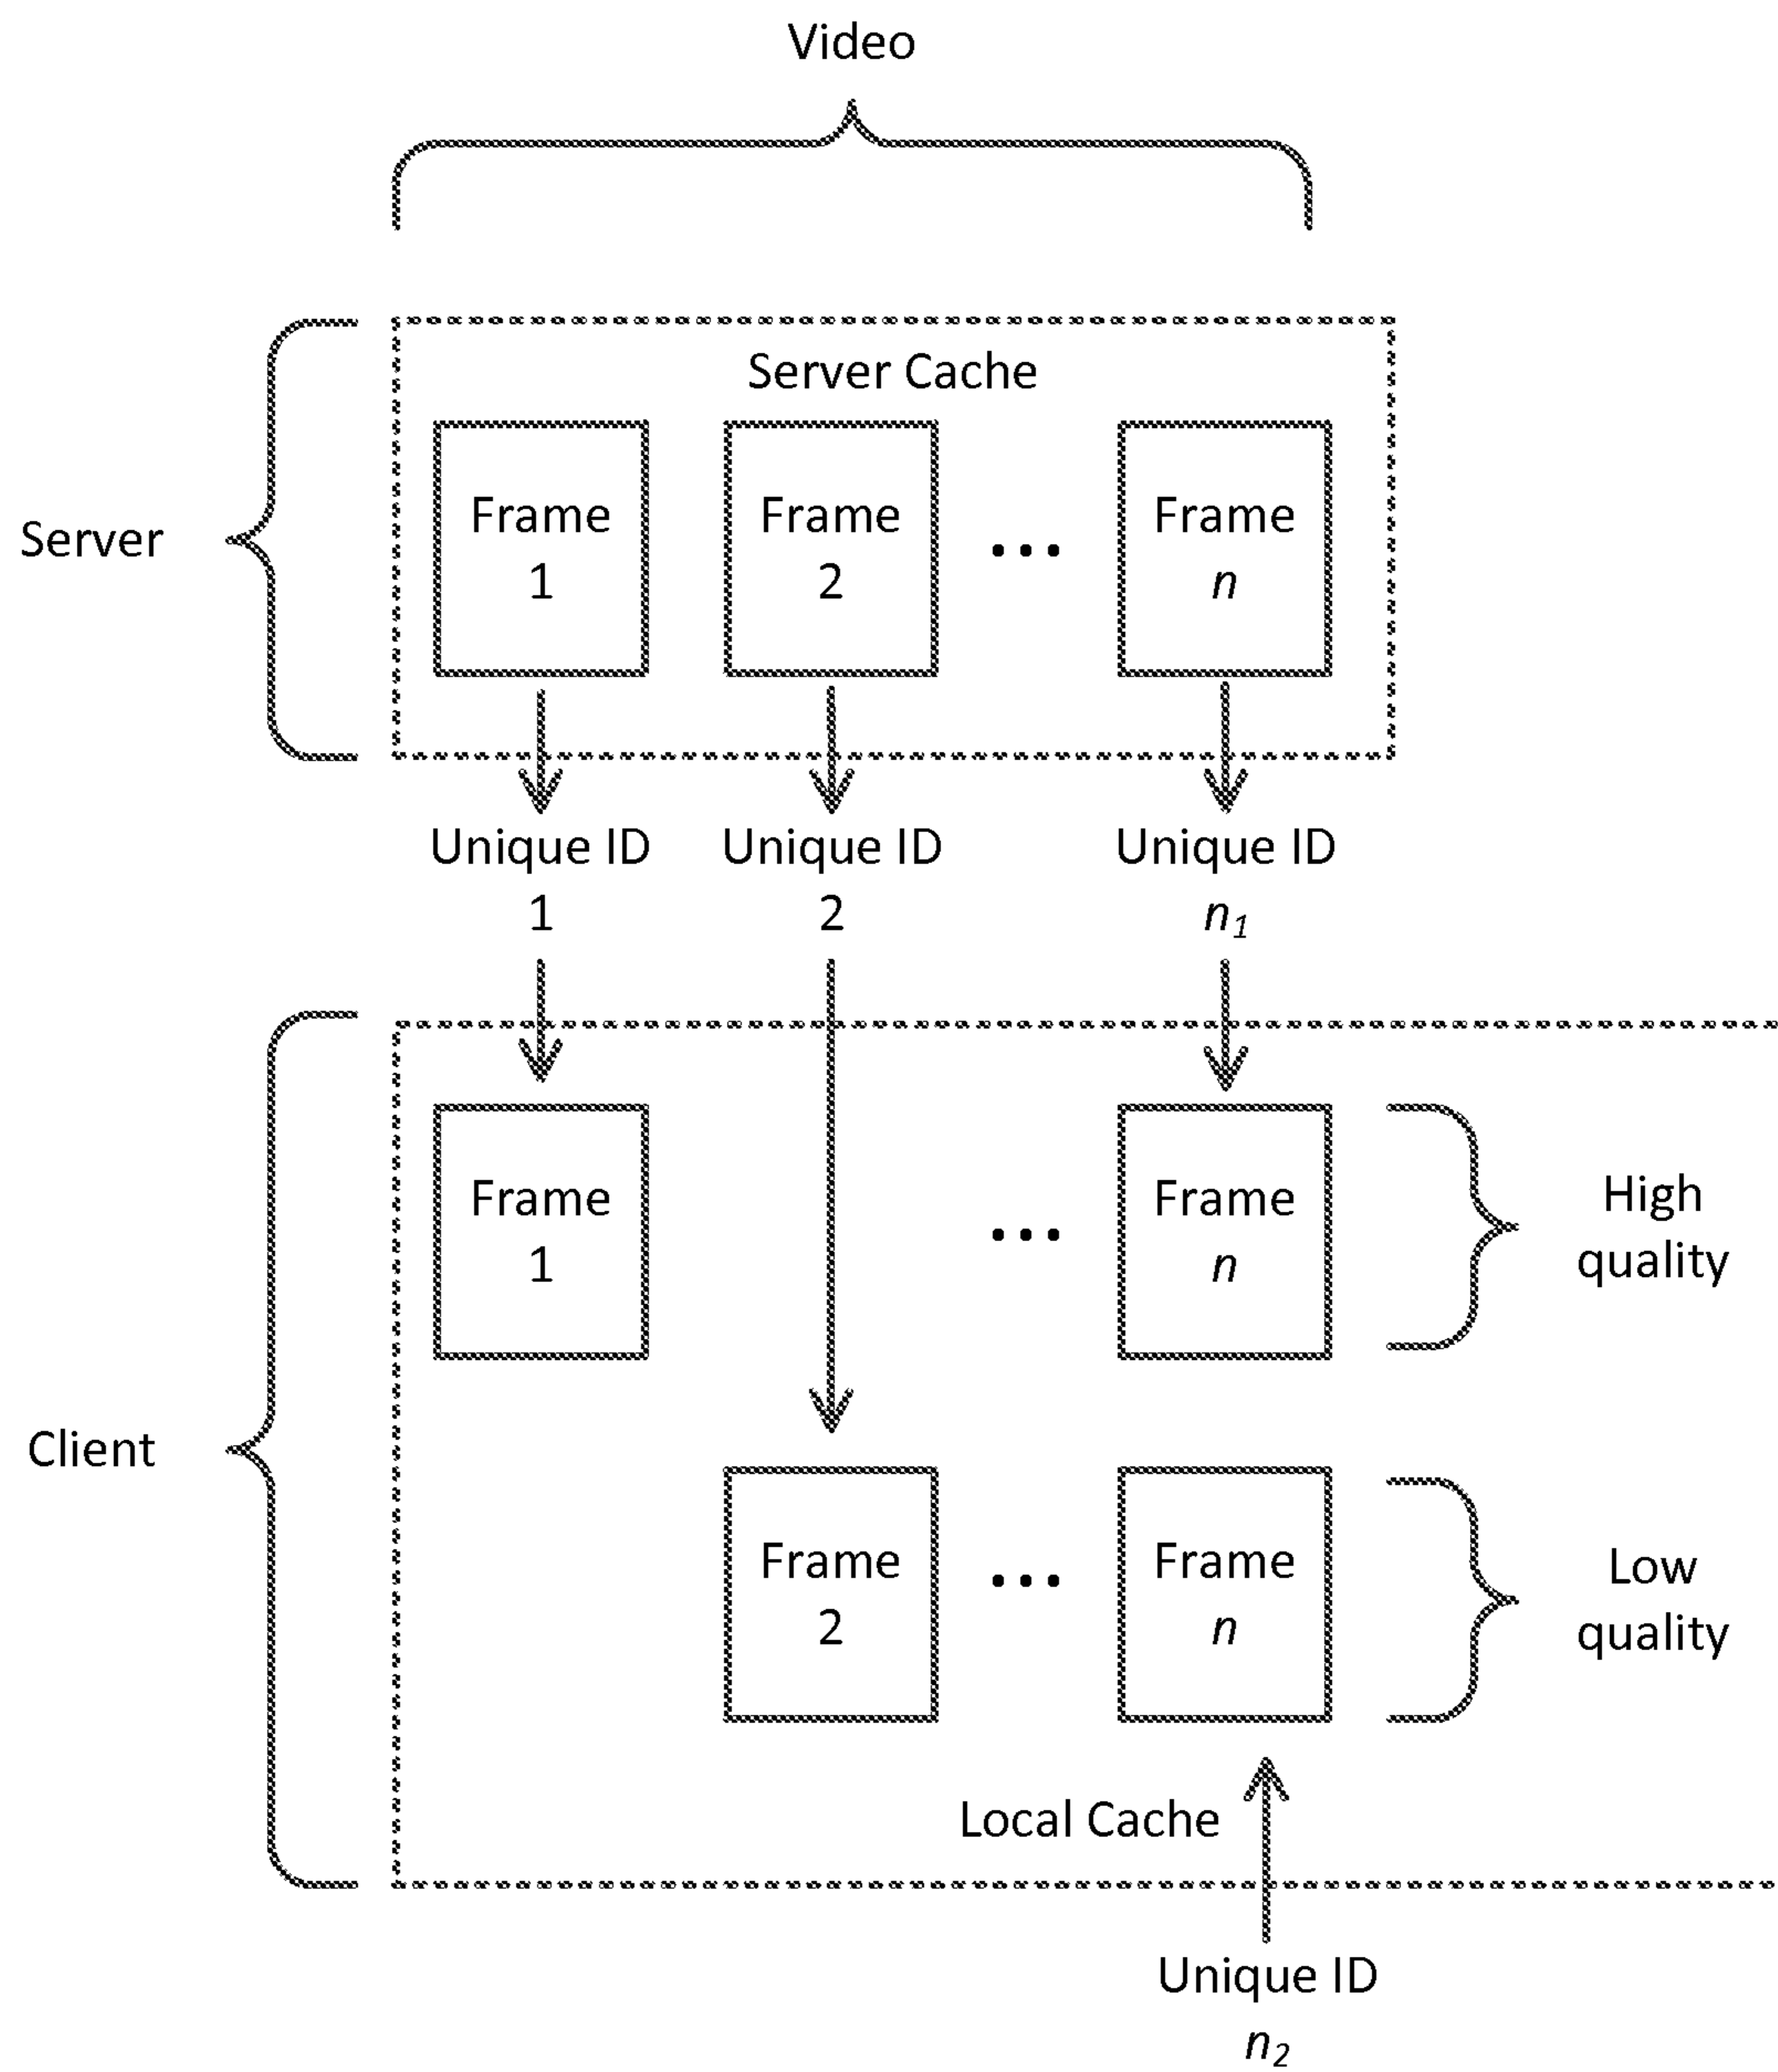 Video
Server Cache
Server
Frame
1
Frame
2
...
Frame
n
Unique ID
1
Unique ID
2
Unique ID
n1
Client
Frame
1
...
Frame
n
High
quality
Frame
2
...
Frame
n
Low
quality
Local Cache
Unique ID
n2